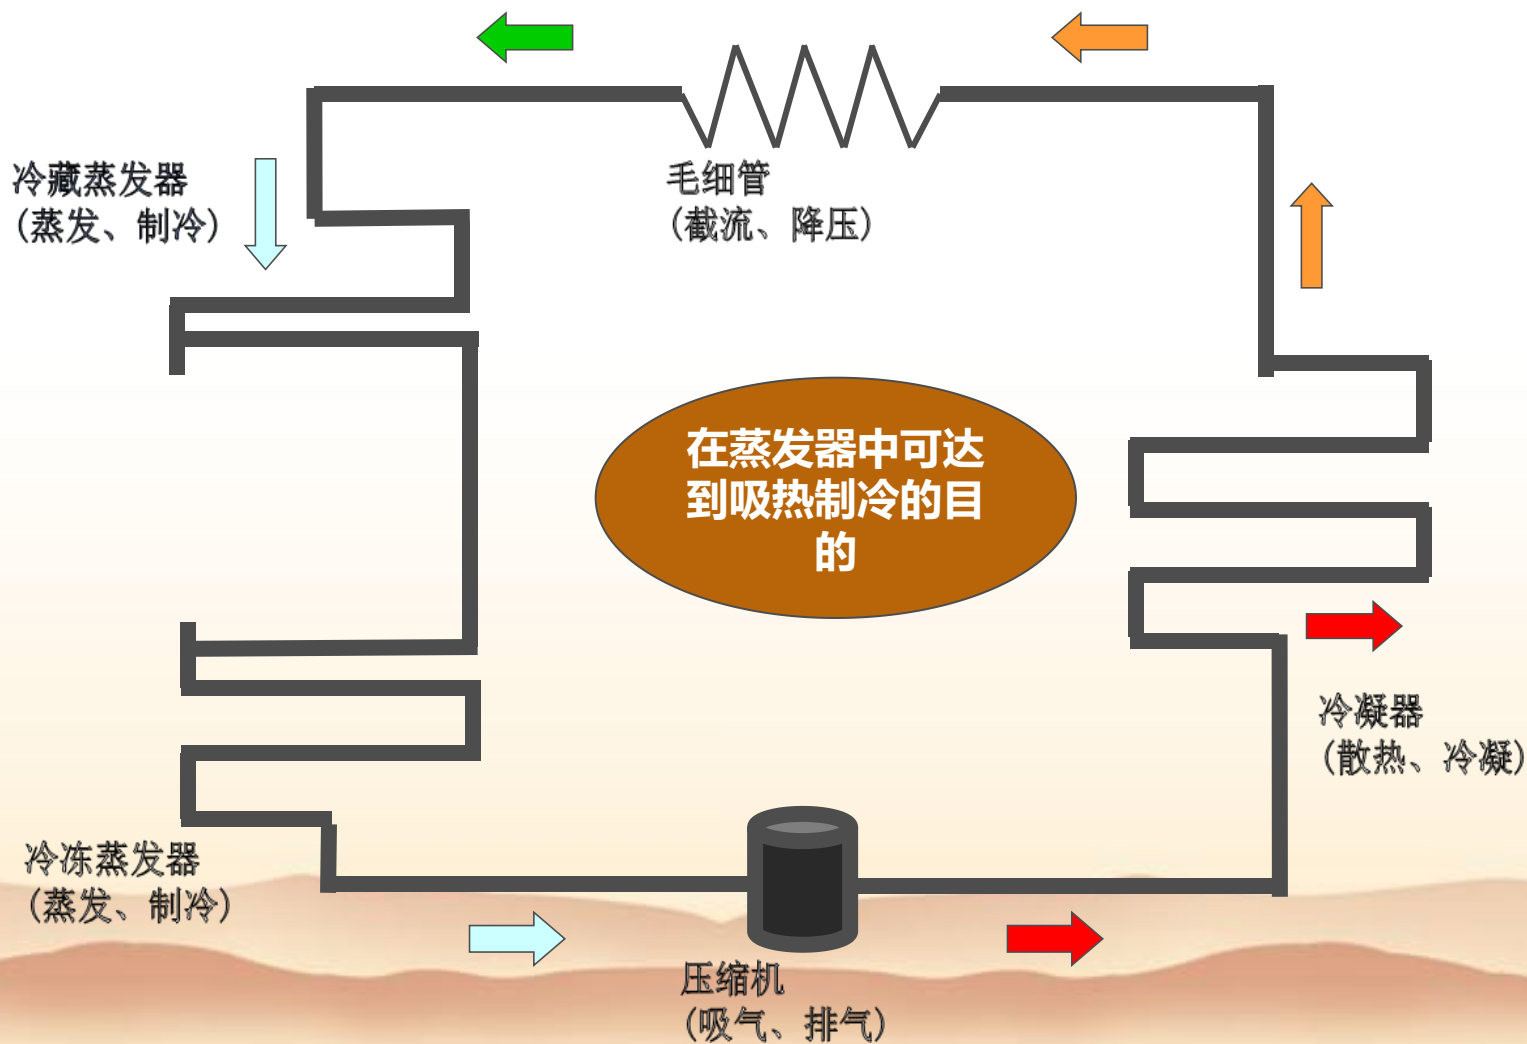 冷藏蒸发器
(蒸发、制冷)
毛细管
(截流、降压)
在蒸发器中可达
到吸热制冷的目
的
冷凝器
(散热、冷凝)
冷冻蒸发器
(蒸发、制冷)
压缩机
(吸气、排气)